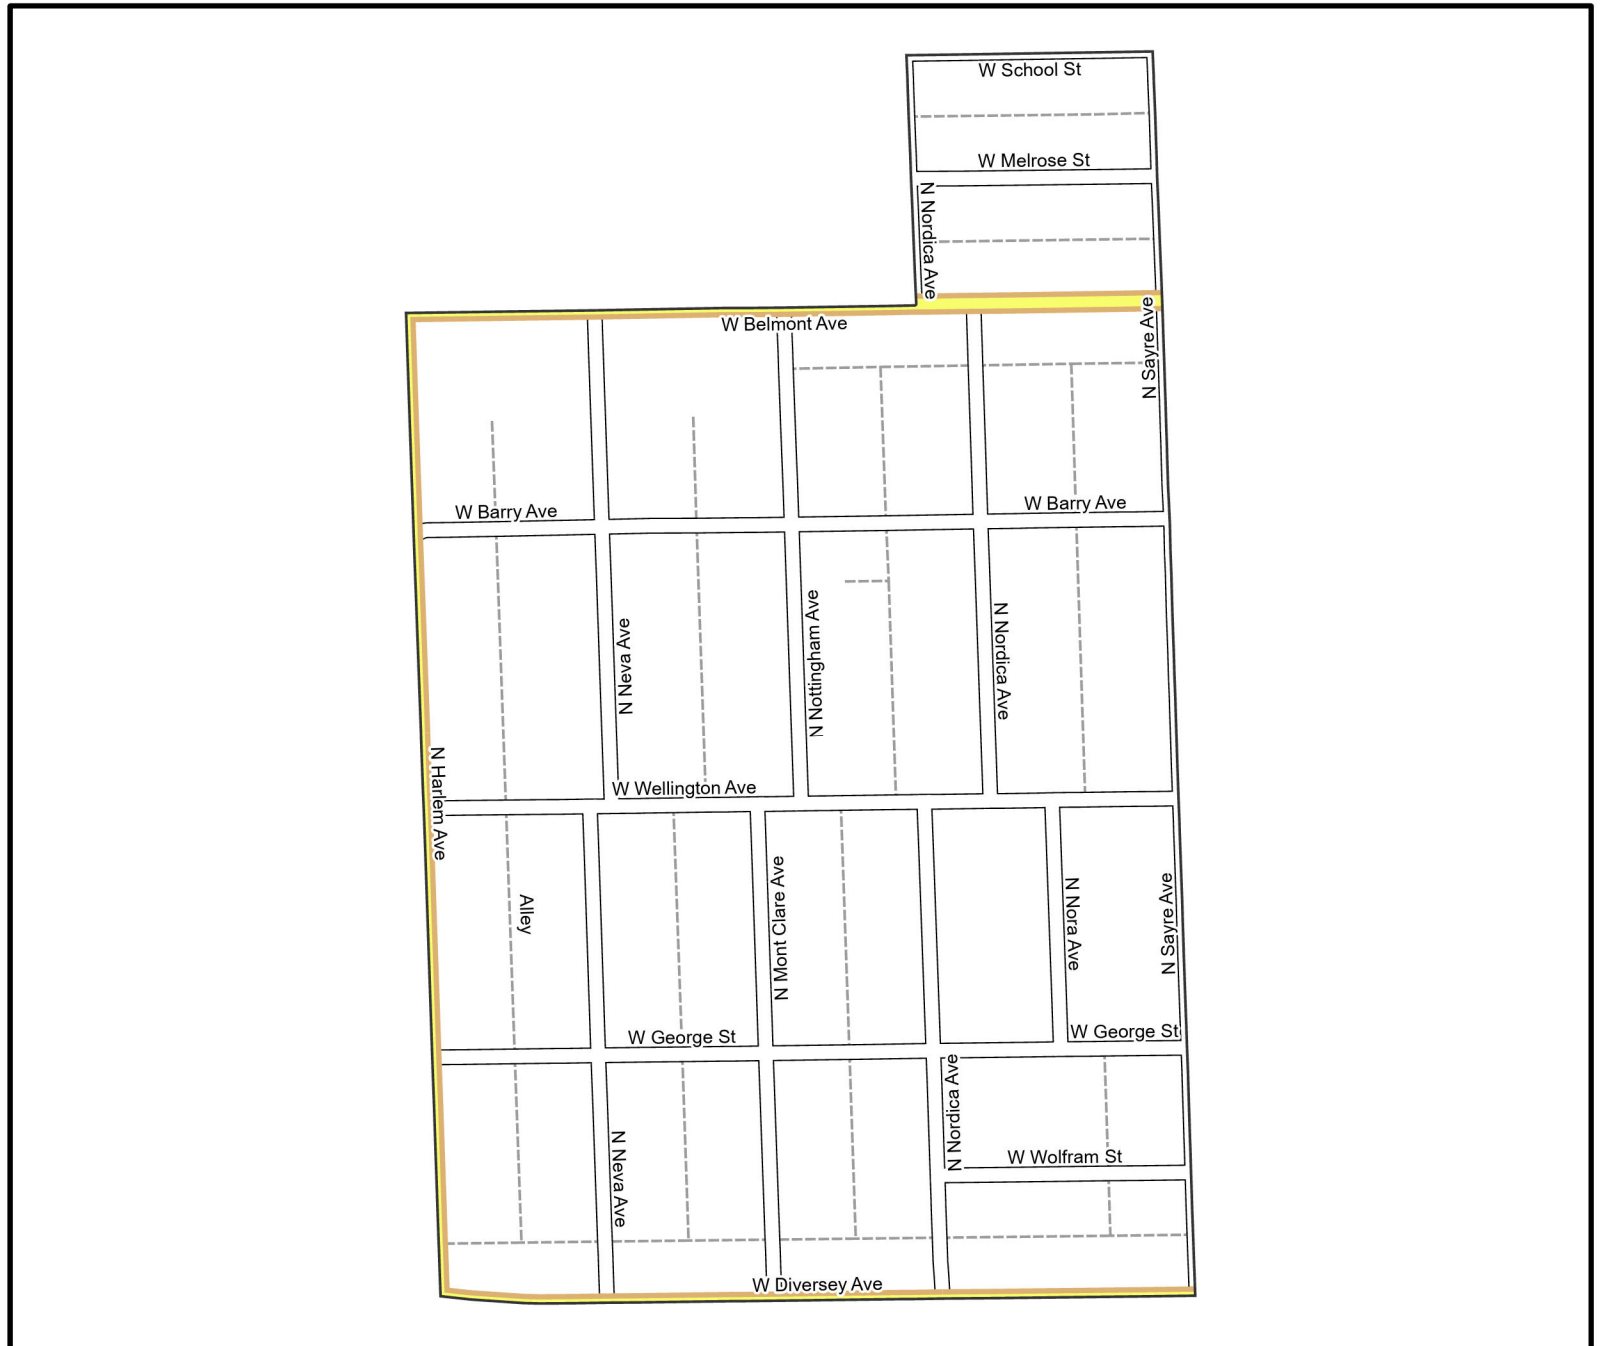 W School St
W Melrose St
N Nordica Ave
W Belmont Ave
N Sayre Ave
W Barry Ave
W Barry Ave
N Neva Ave
N Nottingham Ave
N Nordica Ave
N Harlem Ave
W Wellington Ave
Alley
N Mont Clare Ave
N Nora Ave
N Sayre Ave
W George St
W George St
N Nordica Ave
N Neva Ave
W Wolfram St
W Diversey Ave